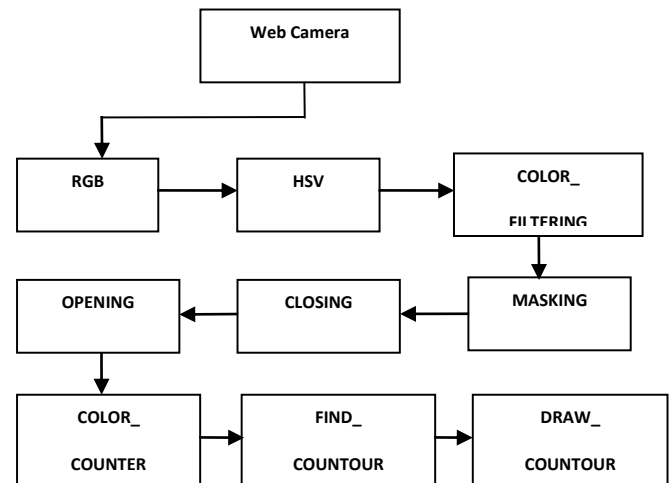 Web Camera
RGB
HSV
COLOR_
FILTERING
MASKING
CLOSING
OPENING
COLOR_
COUNTER
FIND_
COUNTOUR
DRAW_
COUNTOUR